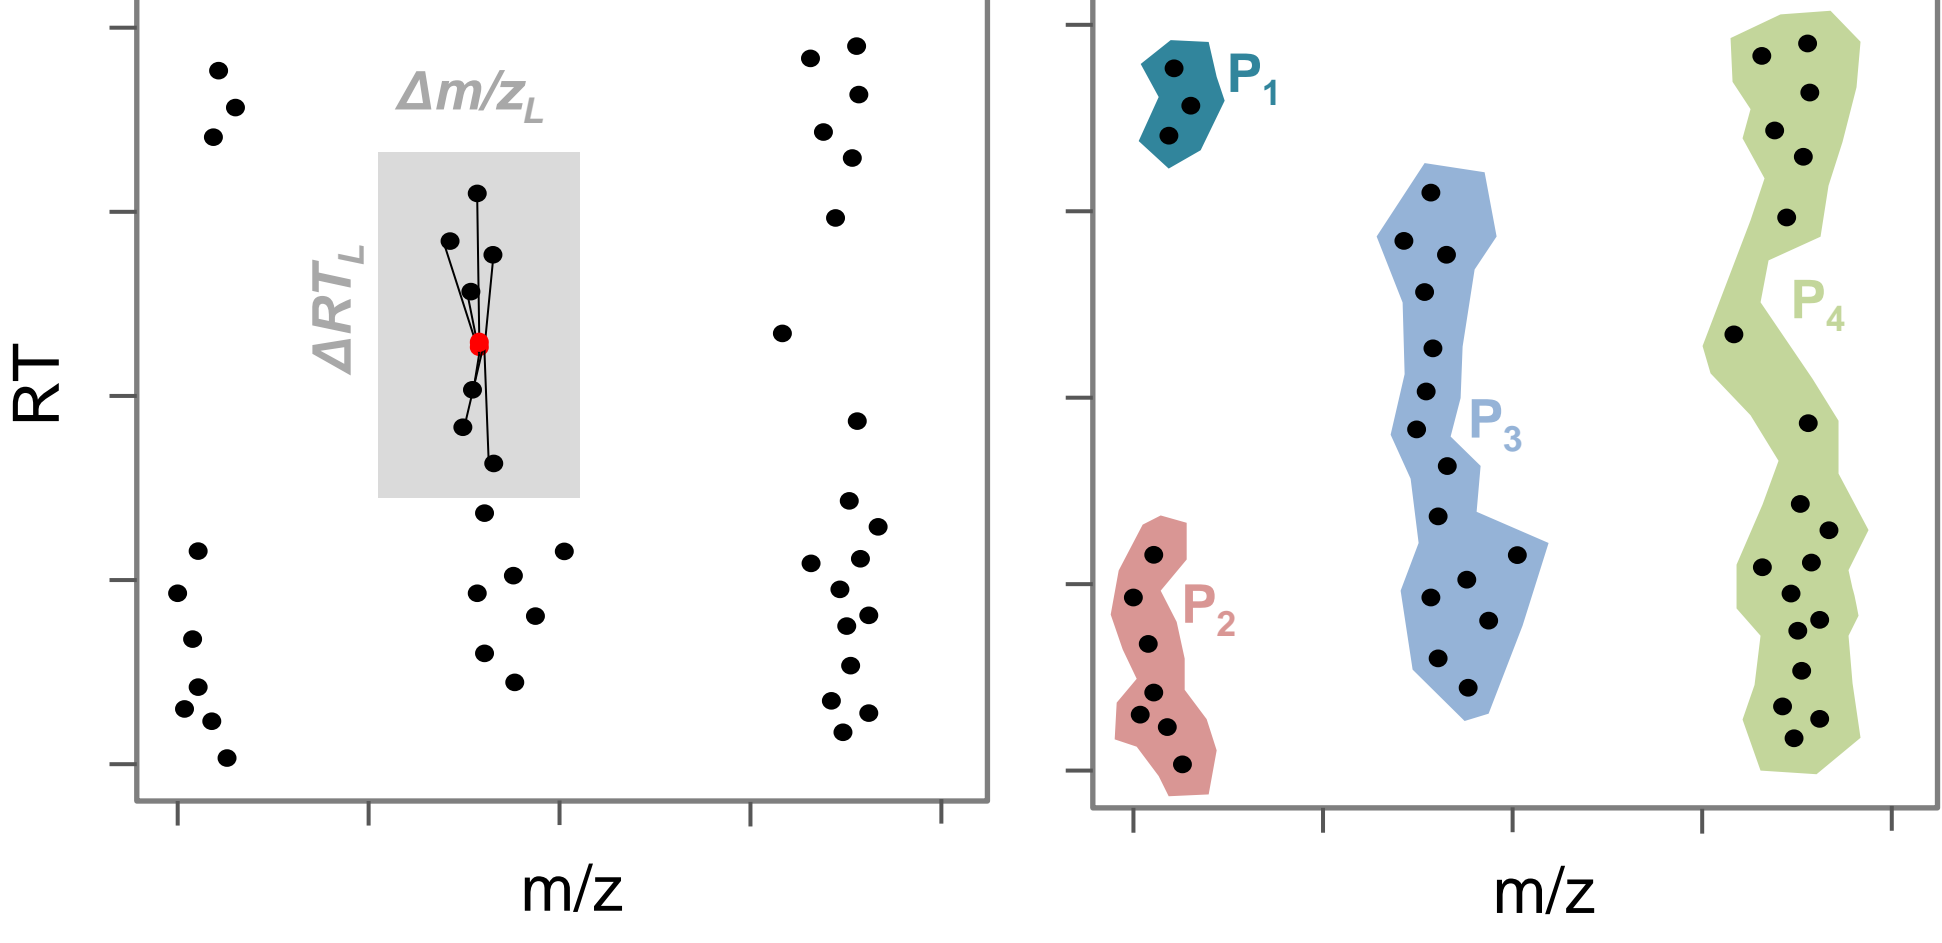 Δm/z_L
ΔRT_L
RT
m/z
P₁
P₄
P₃
P₂
m/z